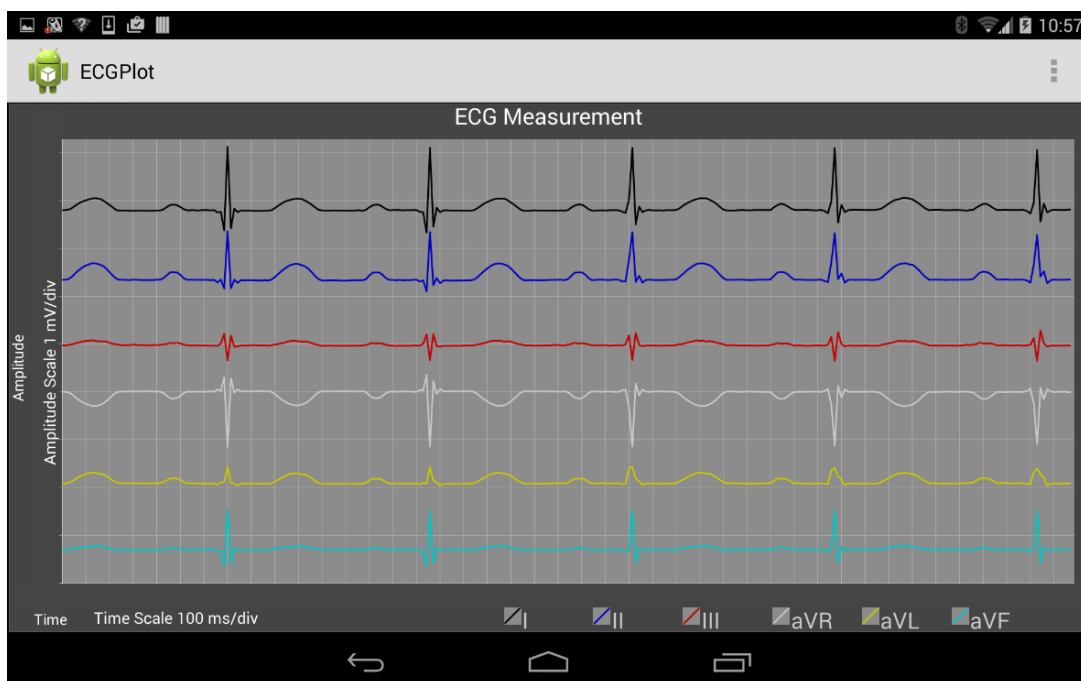 10:57
ECGPlot
ECG Measurement
Amplitude
Amplitude Scale 1 mV/div
Time
Time Scale 100 ms/div
I
II
III
aVR
aVL
aVF